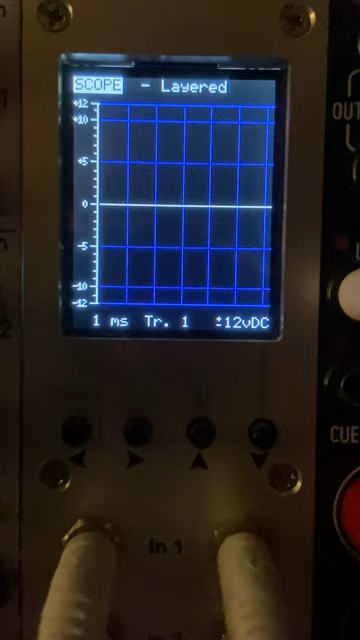 SCOPE - Layered
+12
+10
+5
0
-5
-10
-12
1 ms Tr. 1 ±12vDC
In 1
OUT
CUE